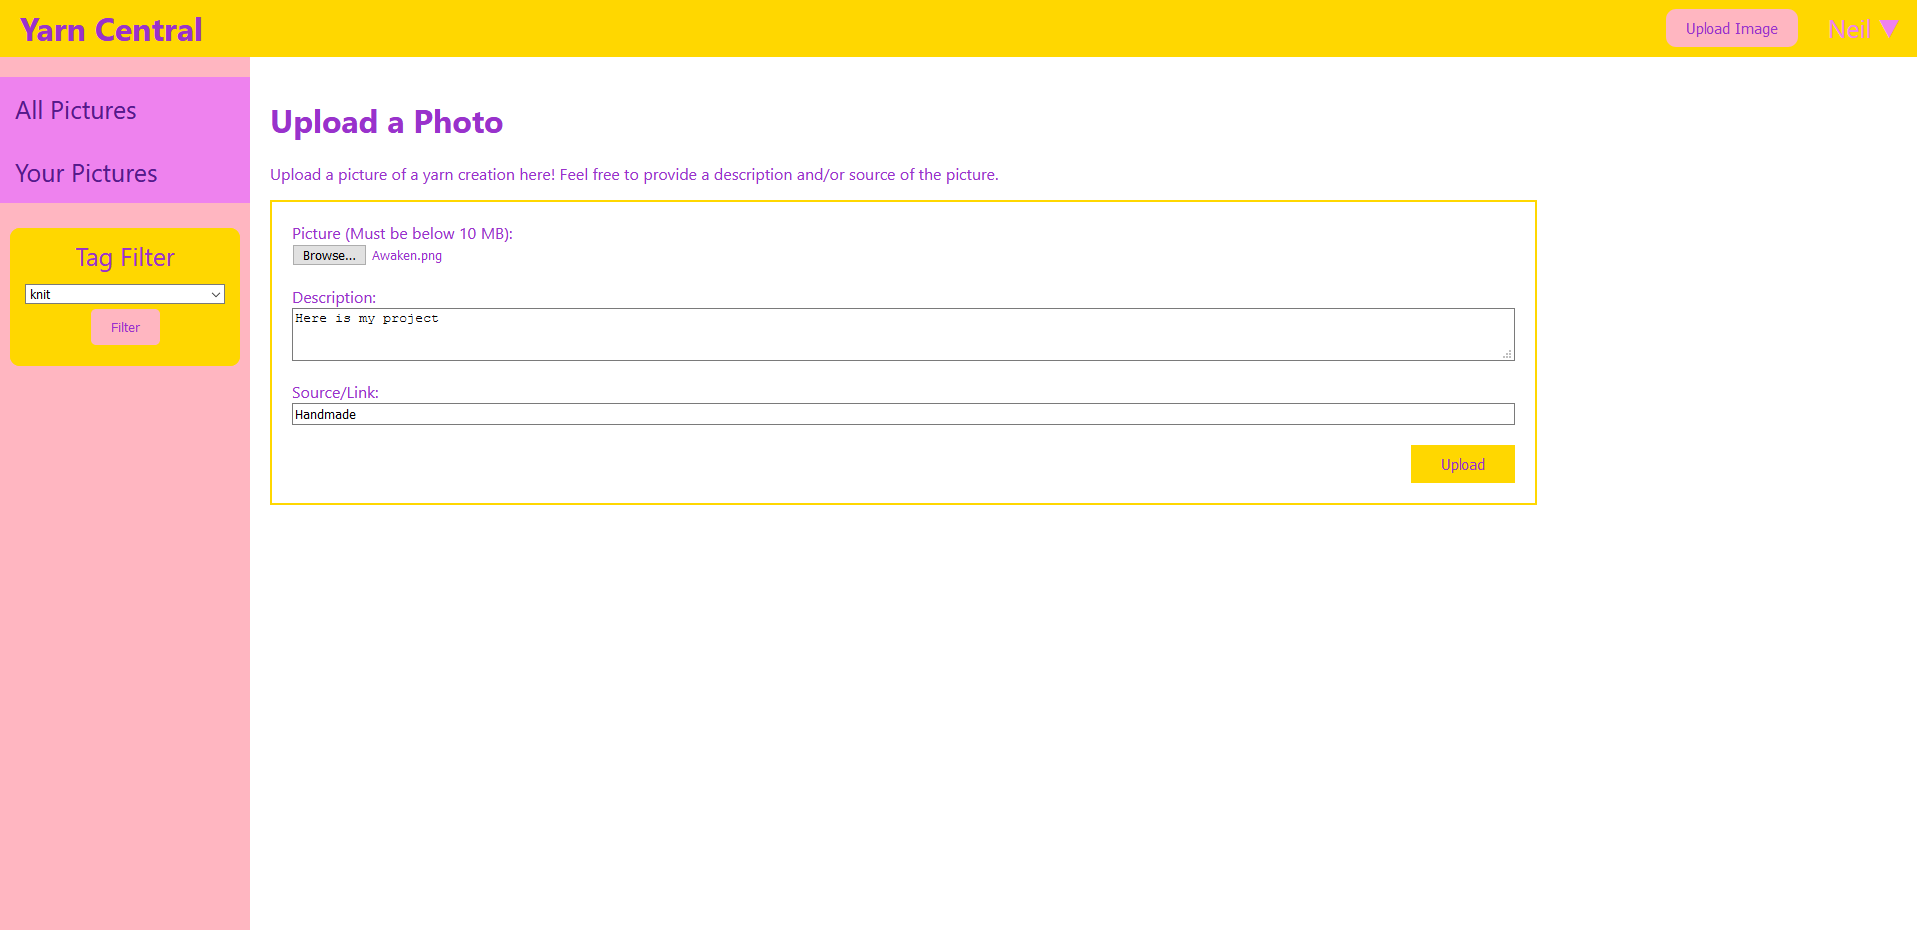 Yarn Central
Upload Image
Neil ▼
All Pictures
Your Pictures
Tag Filter
knit
Filter
Upload a Photo
Upload a picture of a yarn creation here! Feel free to provide a description and/or source of the picture.
Picture (Must be below 10 MB):
Browse... Awaken.png
Description:
Here is my project
Source/Link:
Handmade
Upload